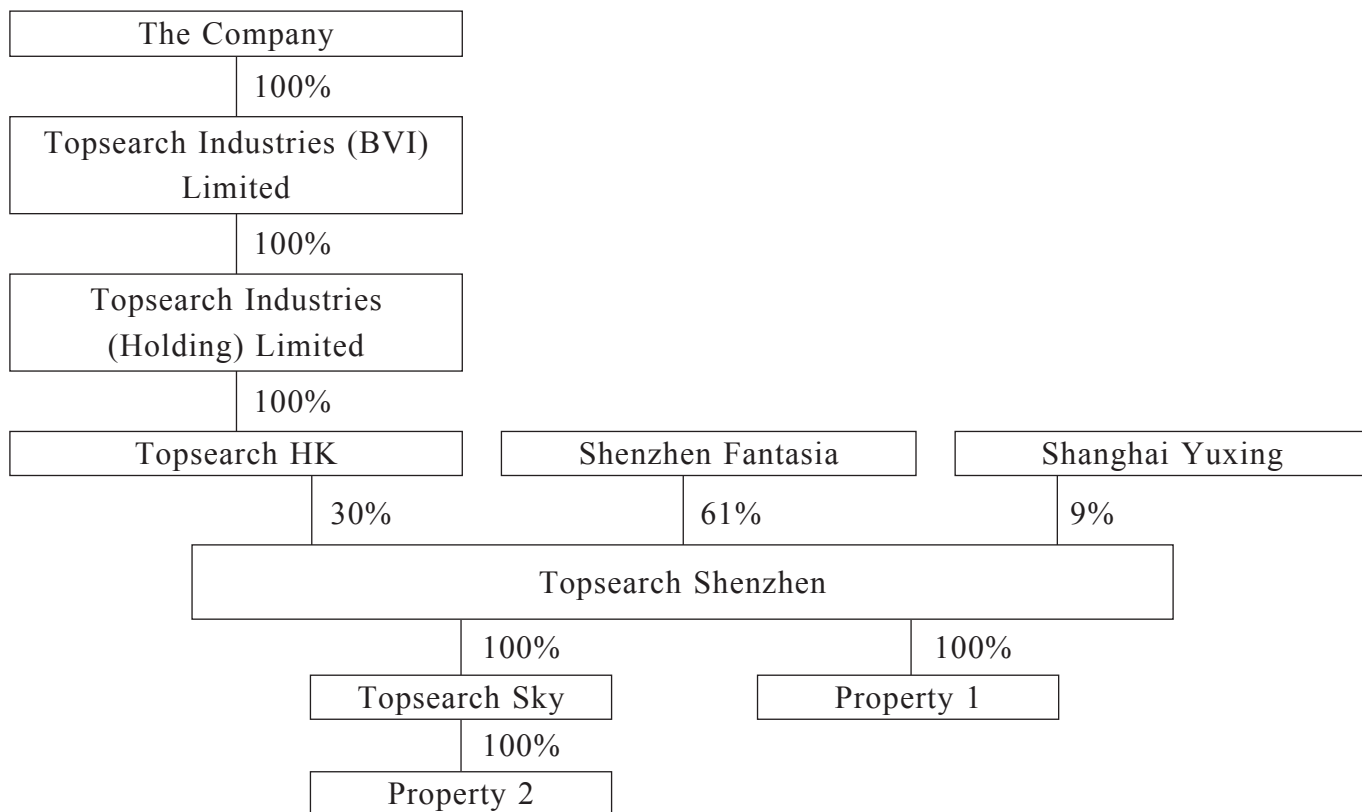 The Company
100%
Topsearch Industries (BVI)
Limited
100%
Topsearch Industries
(Holding) Limited
100%
Topsearch HK
Shenzhen Fantasia
Shanghai Yuxing
30%
61%
9%
Topsearch Shenzhen
100%
100%
Topsearch Sky
Property 1
100%
Property 2